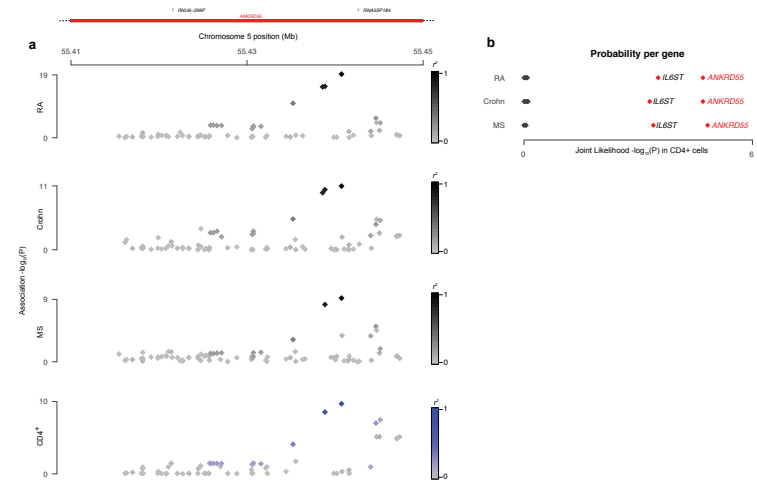 RNU6-299P
RNA5SP184
ANKRD55
Chromosome 5 position (Mb)
a
55.41
55.43
55.45
RA
19
0
r²
1
0
Crohn
11
0
r²
1
0
Association -log₁₀(P)
MS
9
0
r²
1
0
CD4⁺
10
0
r²
1
0
b
Probability per gene
RA
IL6ST
ANKRD55
Crohn
IL6ST
ANKRD55
MS
IL6ST
ANKRD55
0
6
Joint Likelihood -log₁₀(P) in CD4+ cells